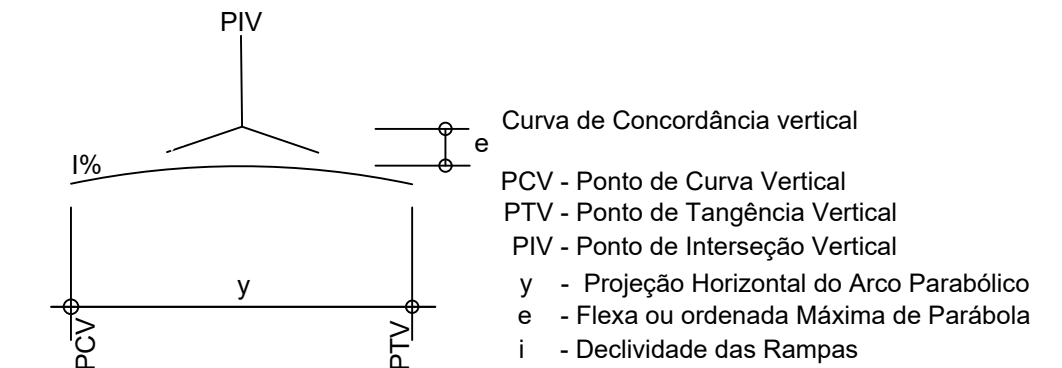 PIV
Curva de Concordância vertical
e
I%
PCV - Ponto de Curva Vertical
PTV - Ponto de Tangência Vertical
PIV - Ponto de Interseção Vertical
y
y - Projeção Horizontal do Arco Parabólico
e - Flexa ou ordenada Máxima de Parábola
i - Declividade das Rampas
PCV
PTV